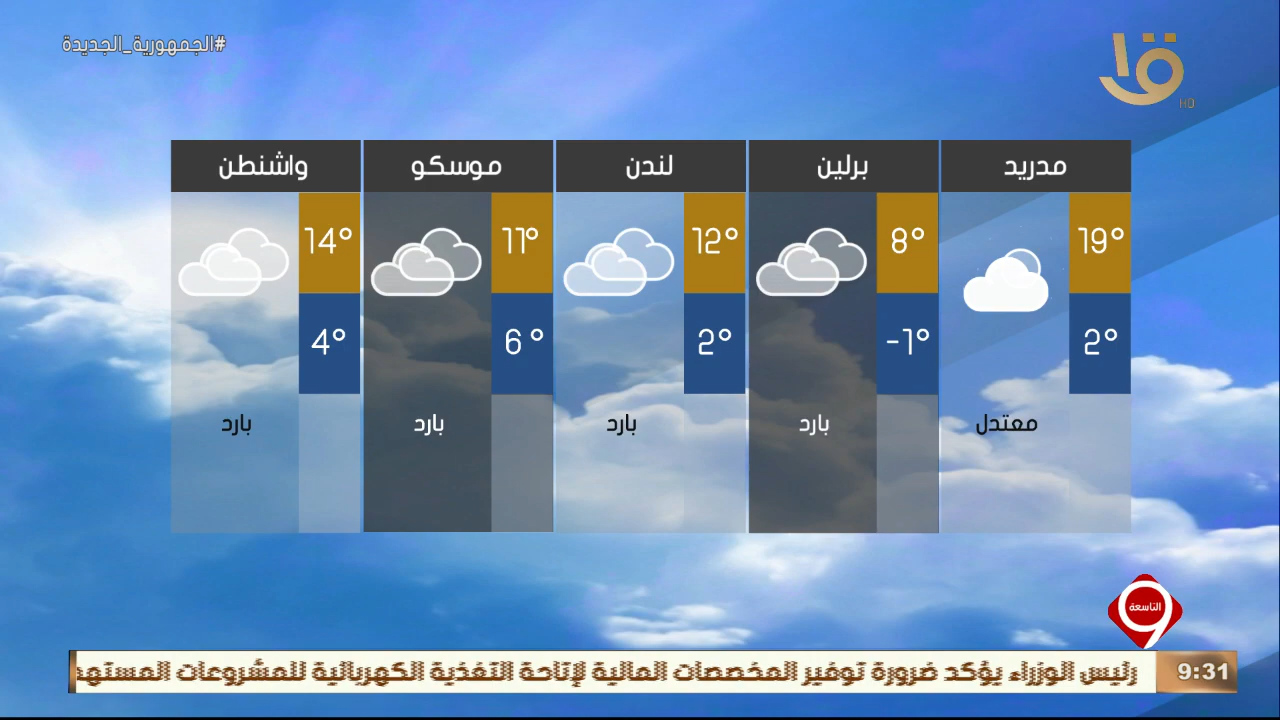 #الجمهورية_الجديدة
HD
مدريد
19°
2°
معتدل
برلين
8°
-1°
بارد
لندن
12°
2°
بارد
موسكو
11°
6°
بارد
واشنطن
14°
4°
بارد
التاسعة
9
رئيس الوزراء يؤكد ضرورة توفير المخصصات المالية لإتاحة التغذية الكهربائية للمشروعات
9:31